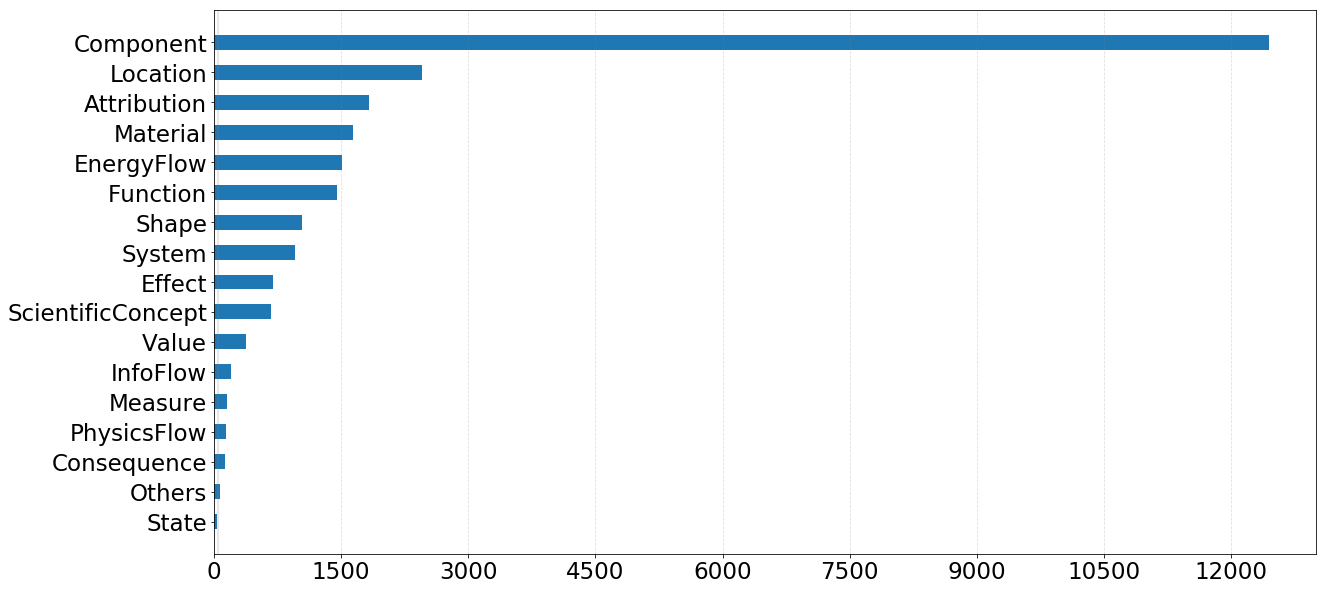 Component
Location
Attribution
Material
EnergyFlow
Function
Shape
System
Effect
ScientificConcept
Value
InfoFlow
Measure
PhysicsFlow
Consequence
Others
State
0 1500 3000 4500 6000 7500 9000 10500 12000